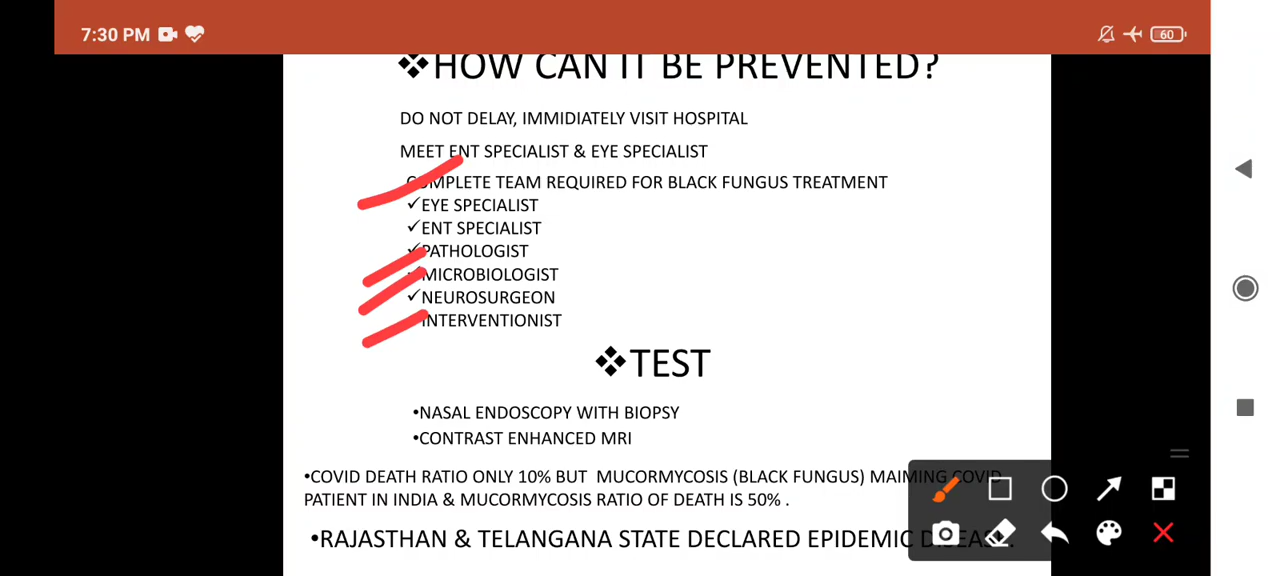 7:30 PM
60
❖HOW CAN IT BE PREVENTED?
DO NOT DELAY, IMMIDIATELY VISIT HOSPITAL
MEET ENT SPECIALIST & EYE SPECIALIST
COMPLETE TEAM REQUIRED FOR BLACK FUNGUS TREATMENT
✓EYE SPECIALIST
✓ENT SPECIALIST
✓PATHOLOGIST
✓MICROBIOLOGIST
✓NEUROSURGEON
✓INTERVENTIONIST
❖TEST
•NASAL ENDOSCOPY WITH BIOPSY
•CONTRAST ENHANCED MRI
•COVID DEATH RATIO ONLY 10% BUT MUCORMYCOSIS (BLACK FUNGUS) MAIMING COVID
PATIENT IN INDIA & MUCORMYCOSIS RATIO OF DEATH IS 50% .
•RAJASTHAN & TELANGANA STATE DECLARED EPIDEMIC DISEASE.